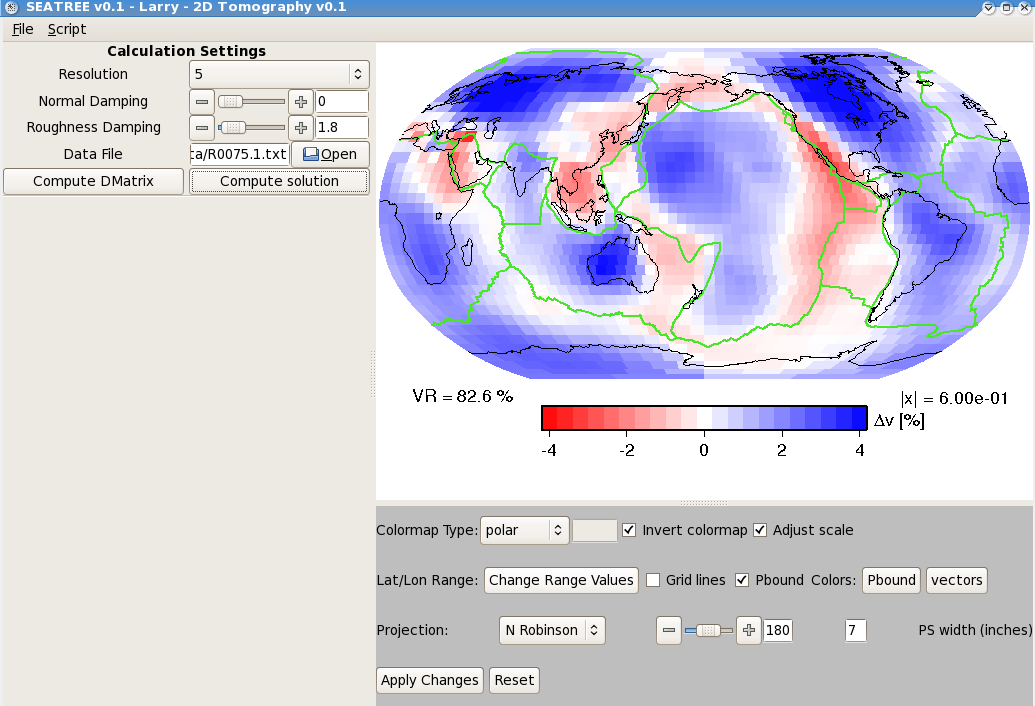 SEATREE v0.1 - Larry - 2D Tomography v0.1
File Script
Calculation Settings
Resolution 5
Normal Damping 0
Roughness Damping 1.8
Data File ta/R0075.1.txt Open
Compute DMatrix Compute solution
VR = 82.6 % |x| = 6.00e-01
Δv [%]
-4 -2 0 2 4
Colormap Type: polar Invert colormap Adjust scale
Lat/Lon Range: Change Range Values Grid lines Pbound Colors: Pbound vectors
Projection: N Robinson 180 7 PS width (inches)
Apply Changes Reset